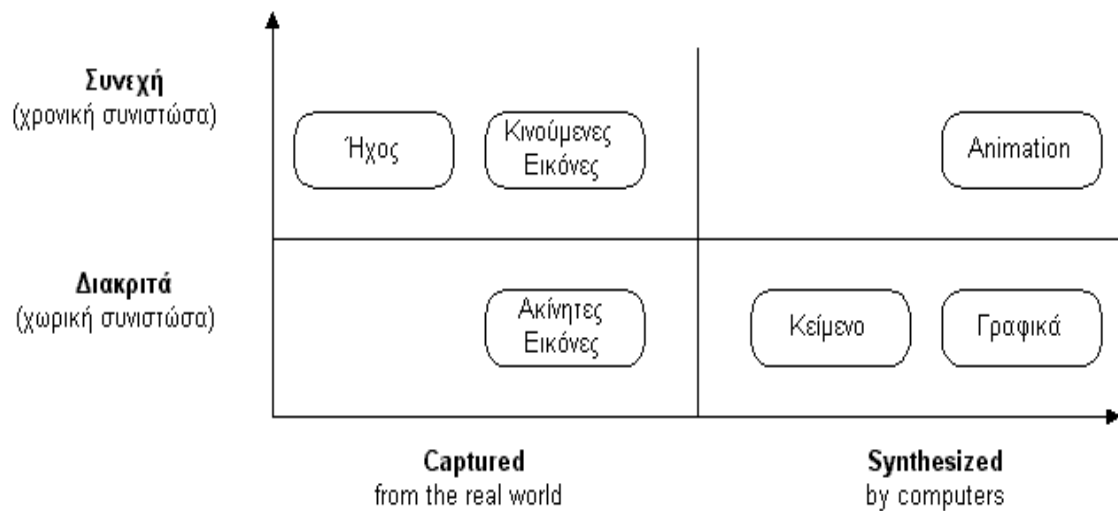 Συνεχή
(χρονική συνιστώσα)
Ήχος
Κινούμενες
Εικόνες
Animation
Διακριτά
(χωρική συνιστώσα)
Ακίνητες
Εικόνες
Κείμενο
Γραφικά
Captured
from the real world
Synthesized
by computers